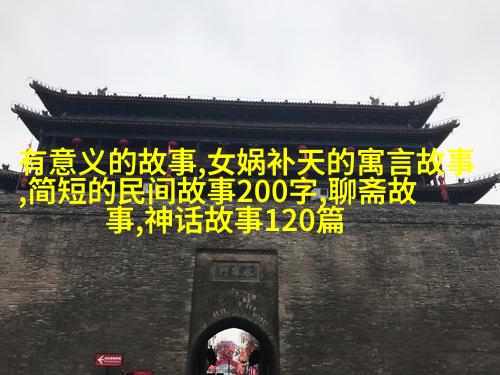 有意义的故事,女娲补天的寓言故事
,简短的民间故事200字,聊斋故
事,神话故事120篇